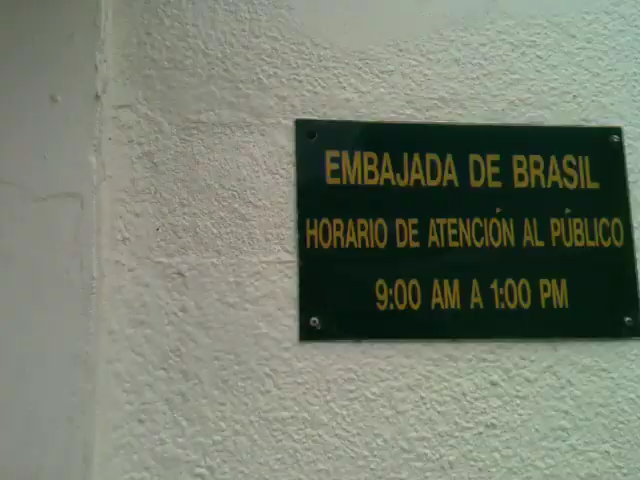 EMBAJADA DE BRASIL
HORARIO DE ATENCIÓN AL PÚBLICO
9:00 AM A 1:00 PM